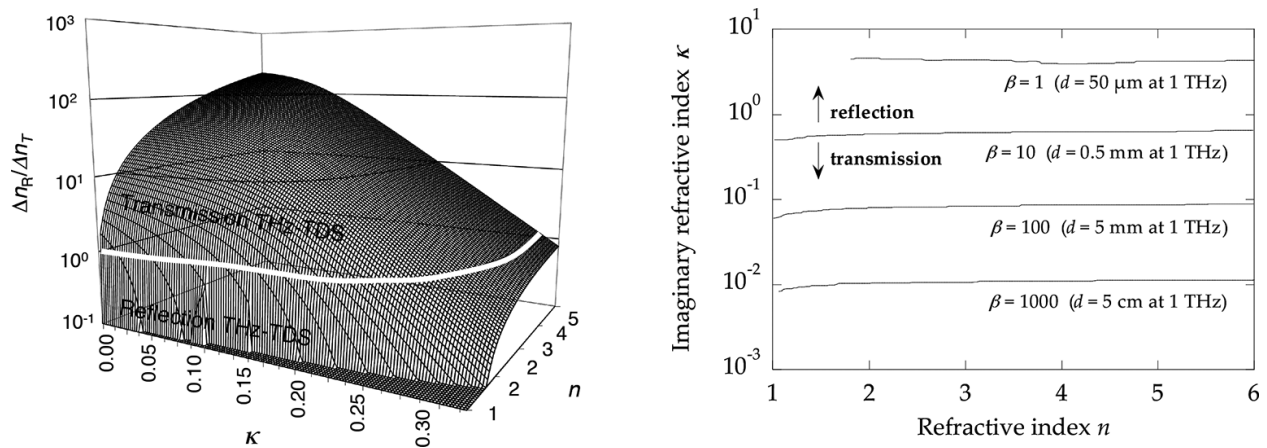 10³
10²
10¹
10⁰
10⁻¹
Δn_R/Δn_T
Transmission THz-TDS
Reflection THz-TDS
0.00
0.05
0.10
0.15
0.20
0.25
0.30
κ
1
2
2
3
4
5
n
10¹
10⁰
10⁻¹
10⁻²
10⁻³
Imaginary refractive index κ
β = 1 (d = 50 μm at 1 THz)
reflection
β = 10 (d = 0.5 mm at 1 THz)
transmission
β = 100 (d = 5 mm at 1 THz)
β = 1000 (d = 5 cm at 1 THz)
1 2 3 4 5 6
Refractive index n